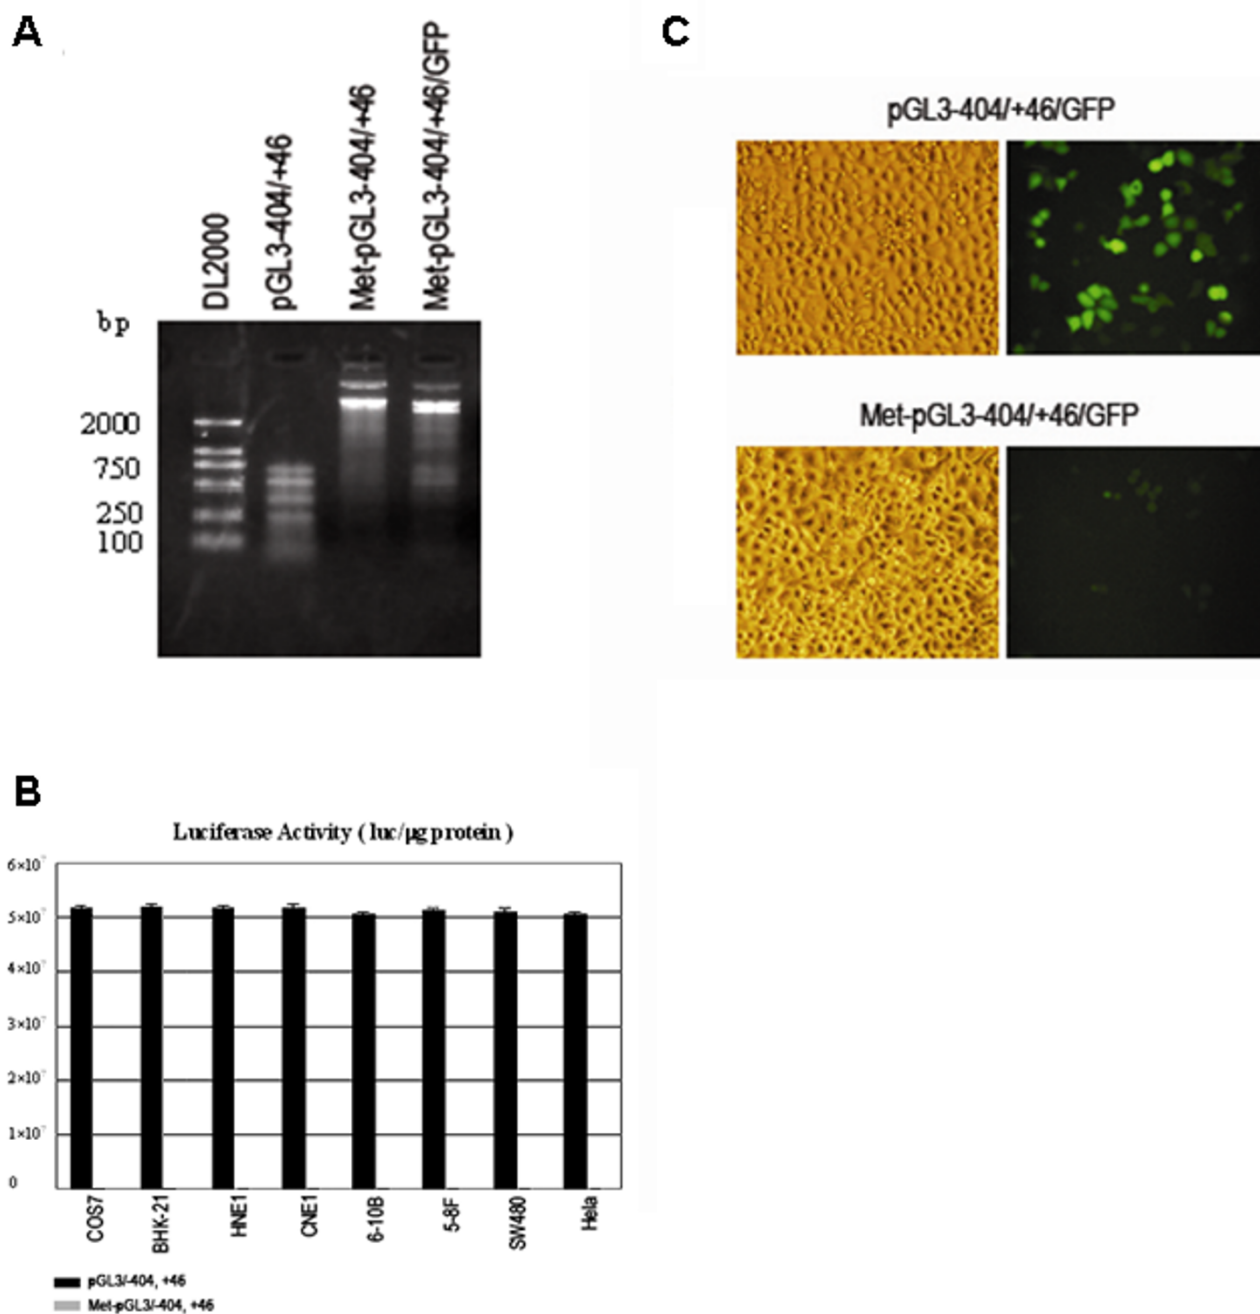 A
DL2000
pGL3-404/+46
Met-pGL3-404/+46
Met-pGL3-404/+46/GFP
bp
2000
750
250
100
C
pGL3-404/+46/GFP
Met-pGL3-404/+46/GFP
B
Luciferase Activity ( luc/µg protein )
6×10⁷
5×10⁷
4×10⁷
3×10⁷
2×10⁷
1×10⁷
0
COS7
BHK-21
HNE1
CNE1
6-10B
5-8F
SW480
Hela
pGL3/-404, +46
Met-pGL3/-404, +46